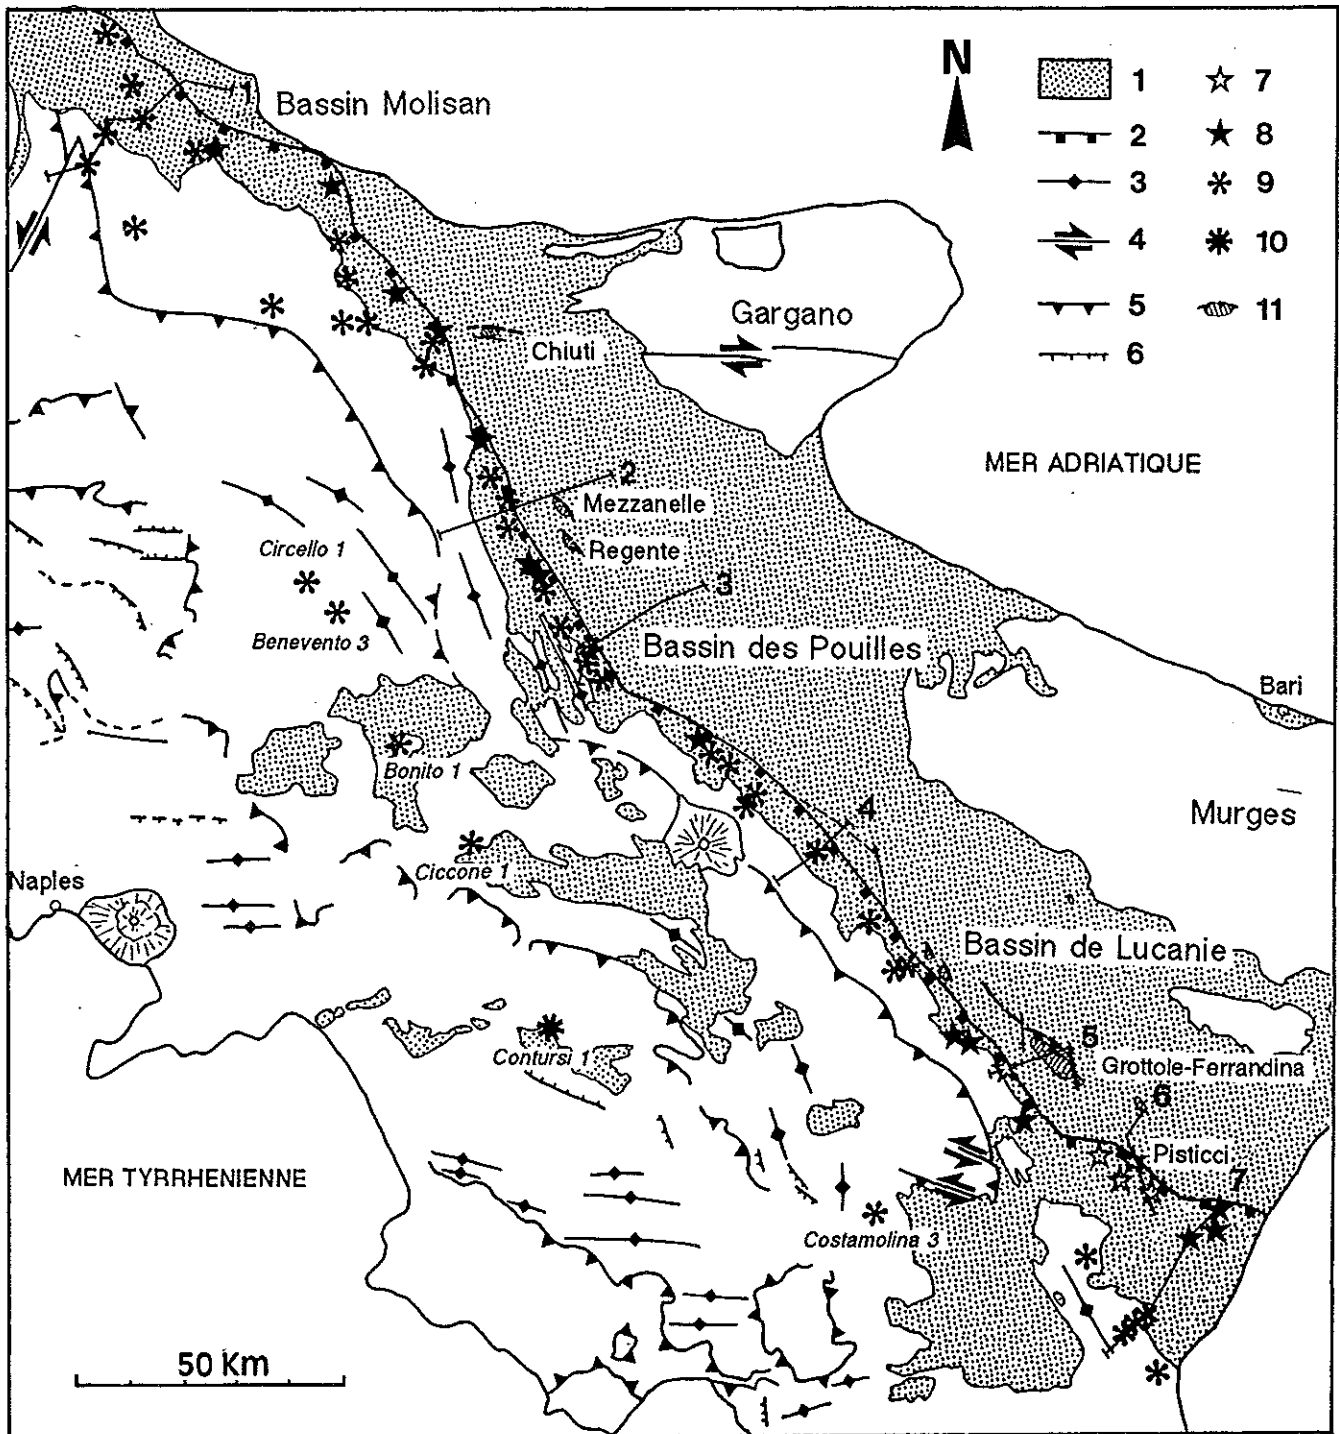 N
1
7
2
8
3
9
4
10
5
11
6
1
Bassin Molisan
Gargano
Chiuti
MER ADRIATIQUE
2
Mezzanelle
Regente
Circello 1
3
Benevento 3
Bassin des Pouilles
Bari
Bonito 1
Murges
4
Ciccone 1
Naples
Bassin de Lucanie
5
Contursi 1
Grottole-Ferrandina
6
Pisticci
MER TYRRHENIENNE
7
Costamolina 3
50 Km